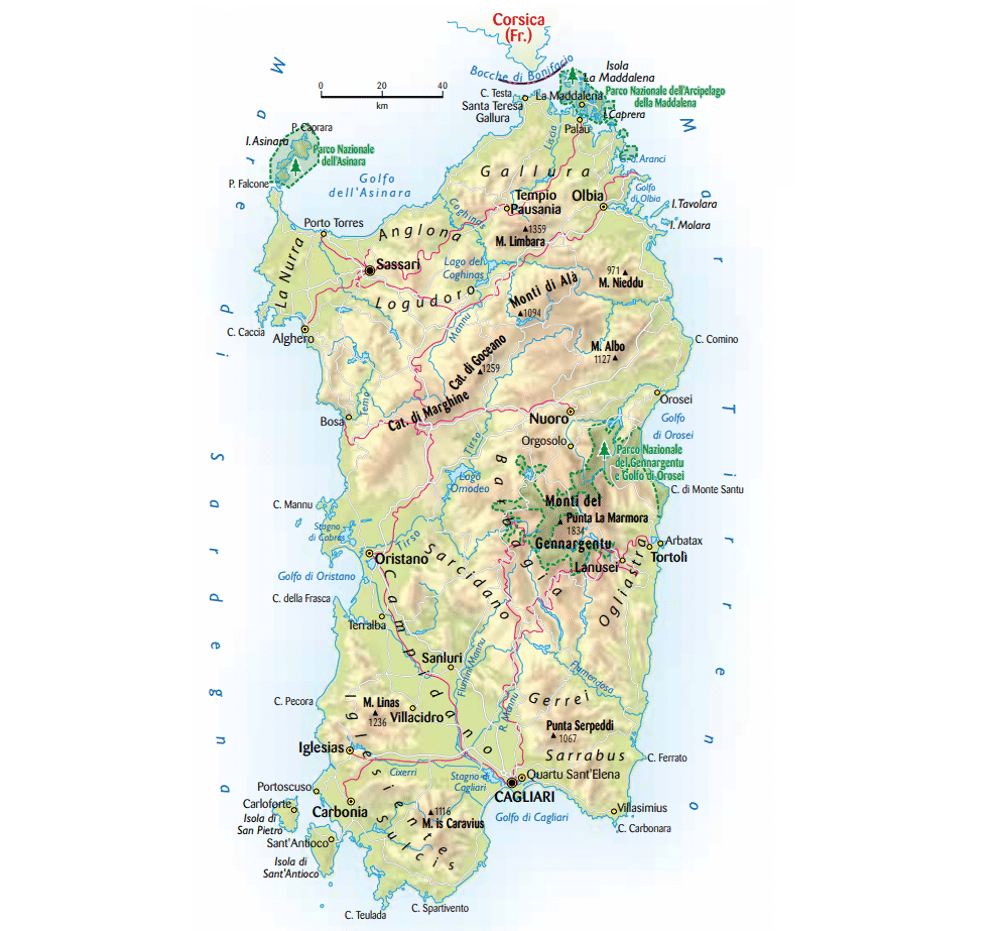 Corsica
(Fr.)
Bocche di Bonifacio
Isola
La Maddalena
Parco Nazionale dell'Arcipelago
della Maddalena
C. Testa
La Maddalena
Santa Teresa
Gallura
I. Caprera
Palau
0 20 40
km
Mare di Sardegna
Mar Tirreno
P. Caprara
I. Asinara
Parco Nazionale
dell'Asinara
P. Falcone
Golfo
dell'Asinara
Liscia
C. d. Aranci
Gallura
Golfo
di Olbia
Tempio
Pausania
Olbia
I. Tavolara
I. Molara
Porto Torres
Anglona
Coghinas
1359
M. Limbara
La Nurra
Sassari
Lago del
Coghinas
971
M. Nieddu
Logudoro
Monti di Alà
1094
Mannu
C. Caccia
Alghero
C. Comino
M. Albo
1127
Cat. di Goceano
1259
Cat. di Marghine
Temo
Bosa
Orosei
Nuoro
Golfo
di Orosei
Orgosolo
Tirso
Parco Nazionale
del Gennargentu
e Golfo di Orosei
Barbagia
Lago
Omodeo
C. di Monte Santu
C. Mannu
Monti del
Gennargentu
Punta La Marmora
1834
Stagno
di Cabras
Tirso
Arbatax
Tortolì
Oristano
Sarcidano
Lanusei
Ogliastra
Golfo di Oristano
C. della Frasca
Campidano
Terralba
Sanluri
Flumini Mannu
Flumendosa
C. Pecora
M. Linas
1236
Villacidro
R. Mannu
Gerrei
Punta Serpeddi
1067
Iglesias
Iglesiente
Sarrabus
C. Ferrato
Cixerri
Stagno di
Cagliari
Quartu Sant'Elena
CAGLIARI
Portoscuso
Carloforte
Isola di
San Pietro
Carbonia
1116
M. is Caravius
Golfo di Cagliari
Villasimius
C. Carbonara
Sulcis
Sant'Antioco
Isola di
Sant'Antioco
C. Teulada
C. Spartivento